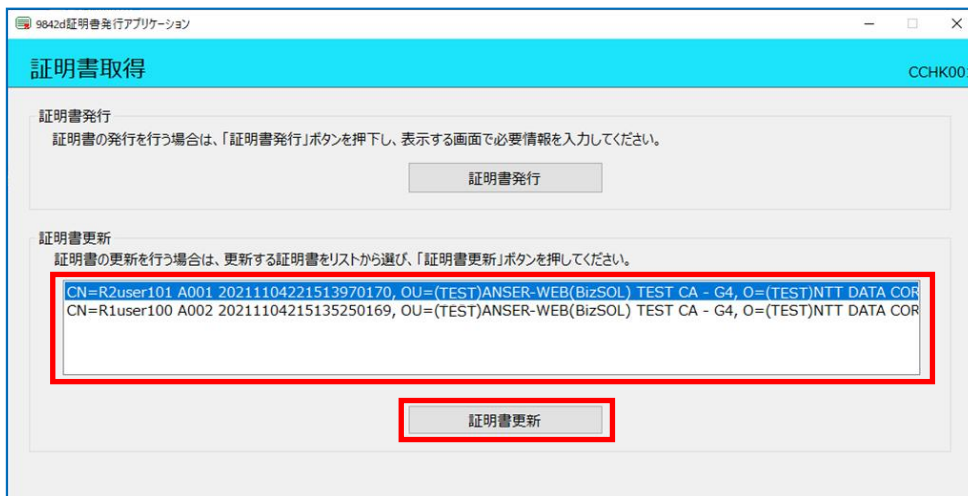 9842d証明書発行アプリケーション
証明書取得
CCHK001
証明書発行
証明書の発行を行う場合は、「証明書発行」ボタンを押下し、表示する画面で必要情報を入力してください。
証明書発行
証明書更新
証明書の更新を行う場合は、更新する証明書をリストから選び、「証明書更新」ボタンを押してください。
CN=R2user101 A001 20211104221513970170, OU=(TEST)ANSER-WEB(BizSOL) TEST CA - G4, O=(TEST)NTT DATA COR
CN=R1user100 A002 20211104215135250169, OU=(TEST)ANSER-WEB(BizSOL) TEST CA - G4, O=(TEST)NTT DATA COR
証明書更新